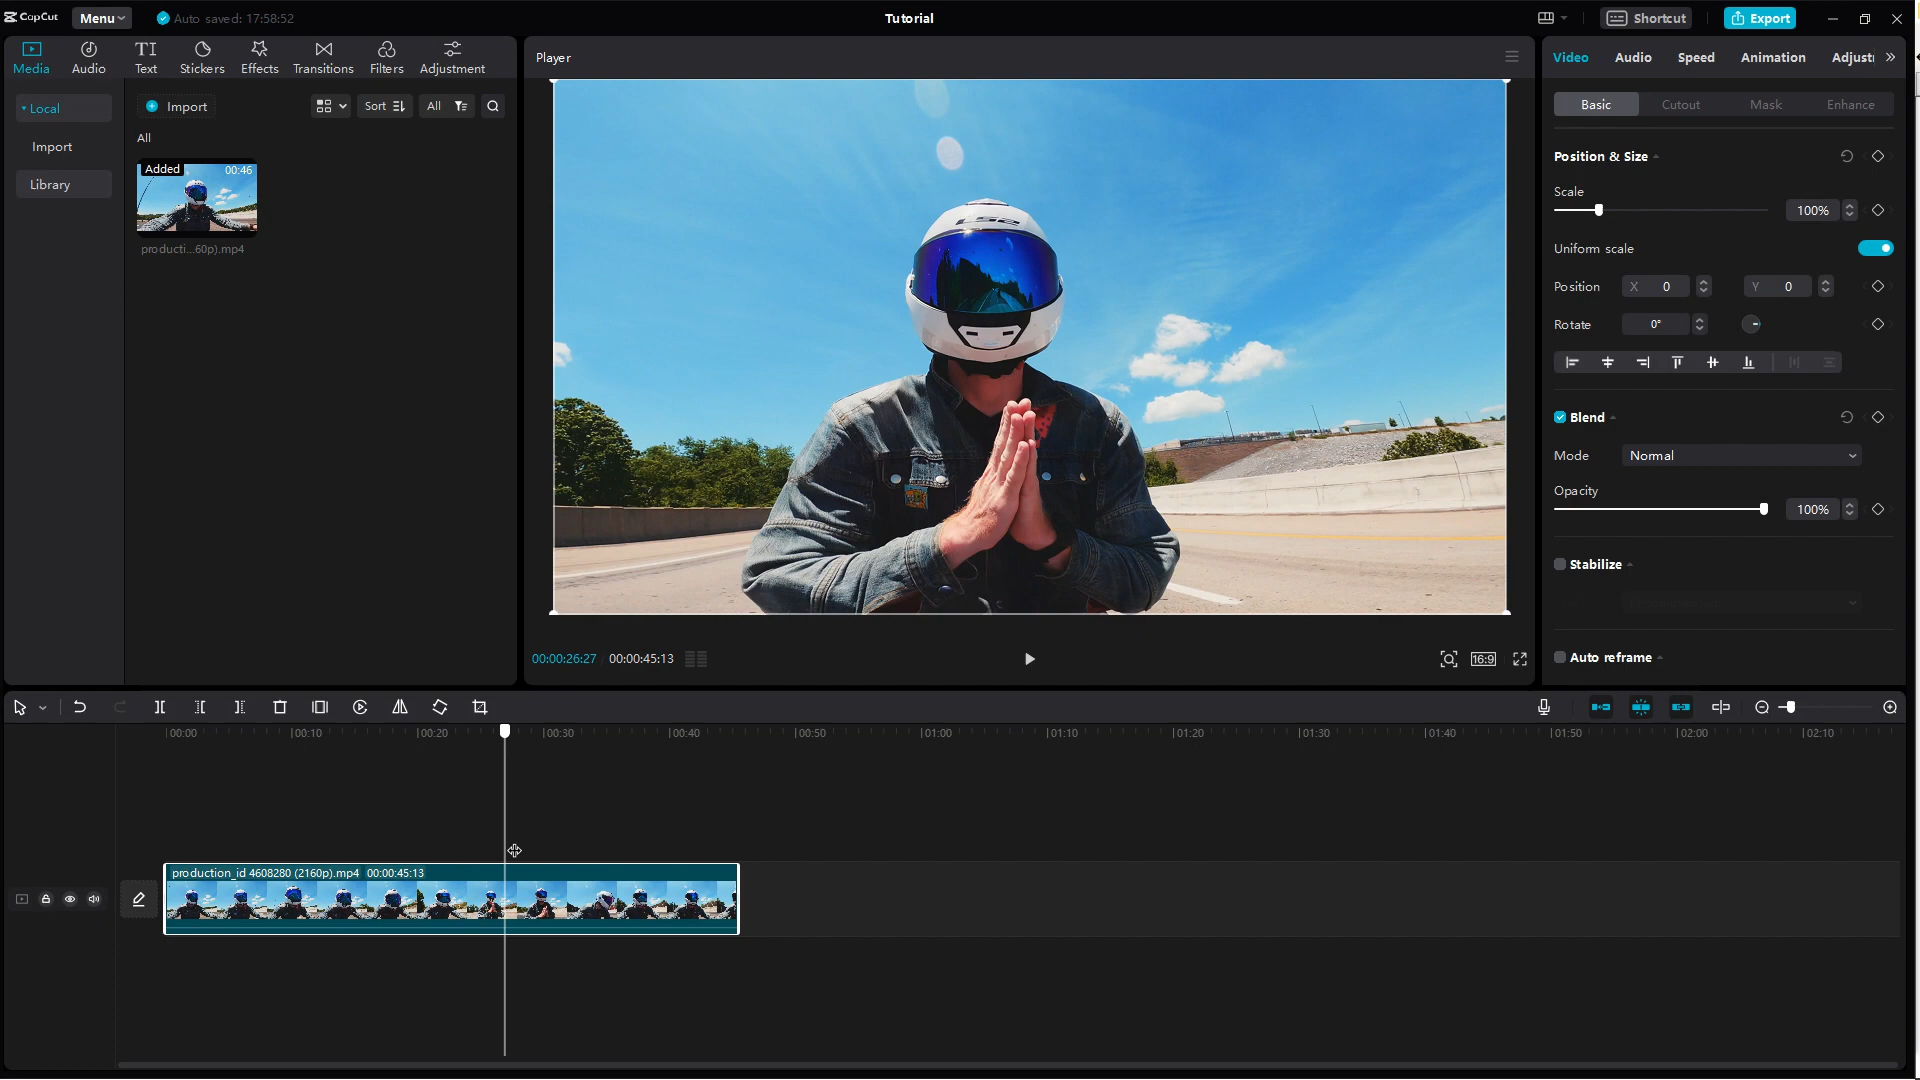 CapCut Menu Auto saved: 17:58:52 Tutorial Shortcut Export
Media Audio Text Stickers Effects Transitions Filters Adjustment
TI
Local
Import
Library
Import Sort All
All
Added 00:46
producti...60p).mp4
Player
LS2
00:00:26:27 00:00:45:13
16:9
Video Audio Speed Animation Adjust
Basic Cutout Mask Enhance
Position & Size
Scale
100%
Uniform scale
Position X 0 Y 0
Rotate 0°
Blend
Mode Normal
Opacity
100%
Stabilize
Auto reframe
00:00 00:10 00:20 00:30 00:40 00:50 01:00 01:10 01:20 01:30 01:40 01:50 02:00 02:10
production_id 4608280 (2160p).mp4 00:00:45:13